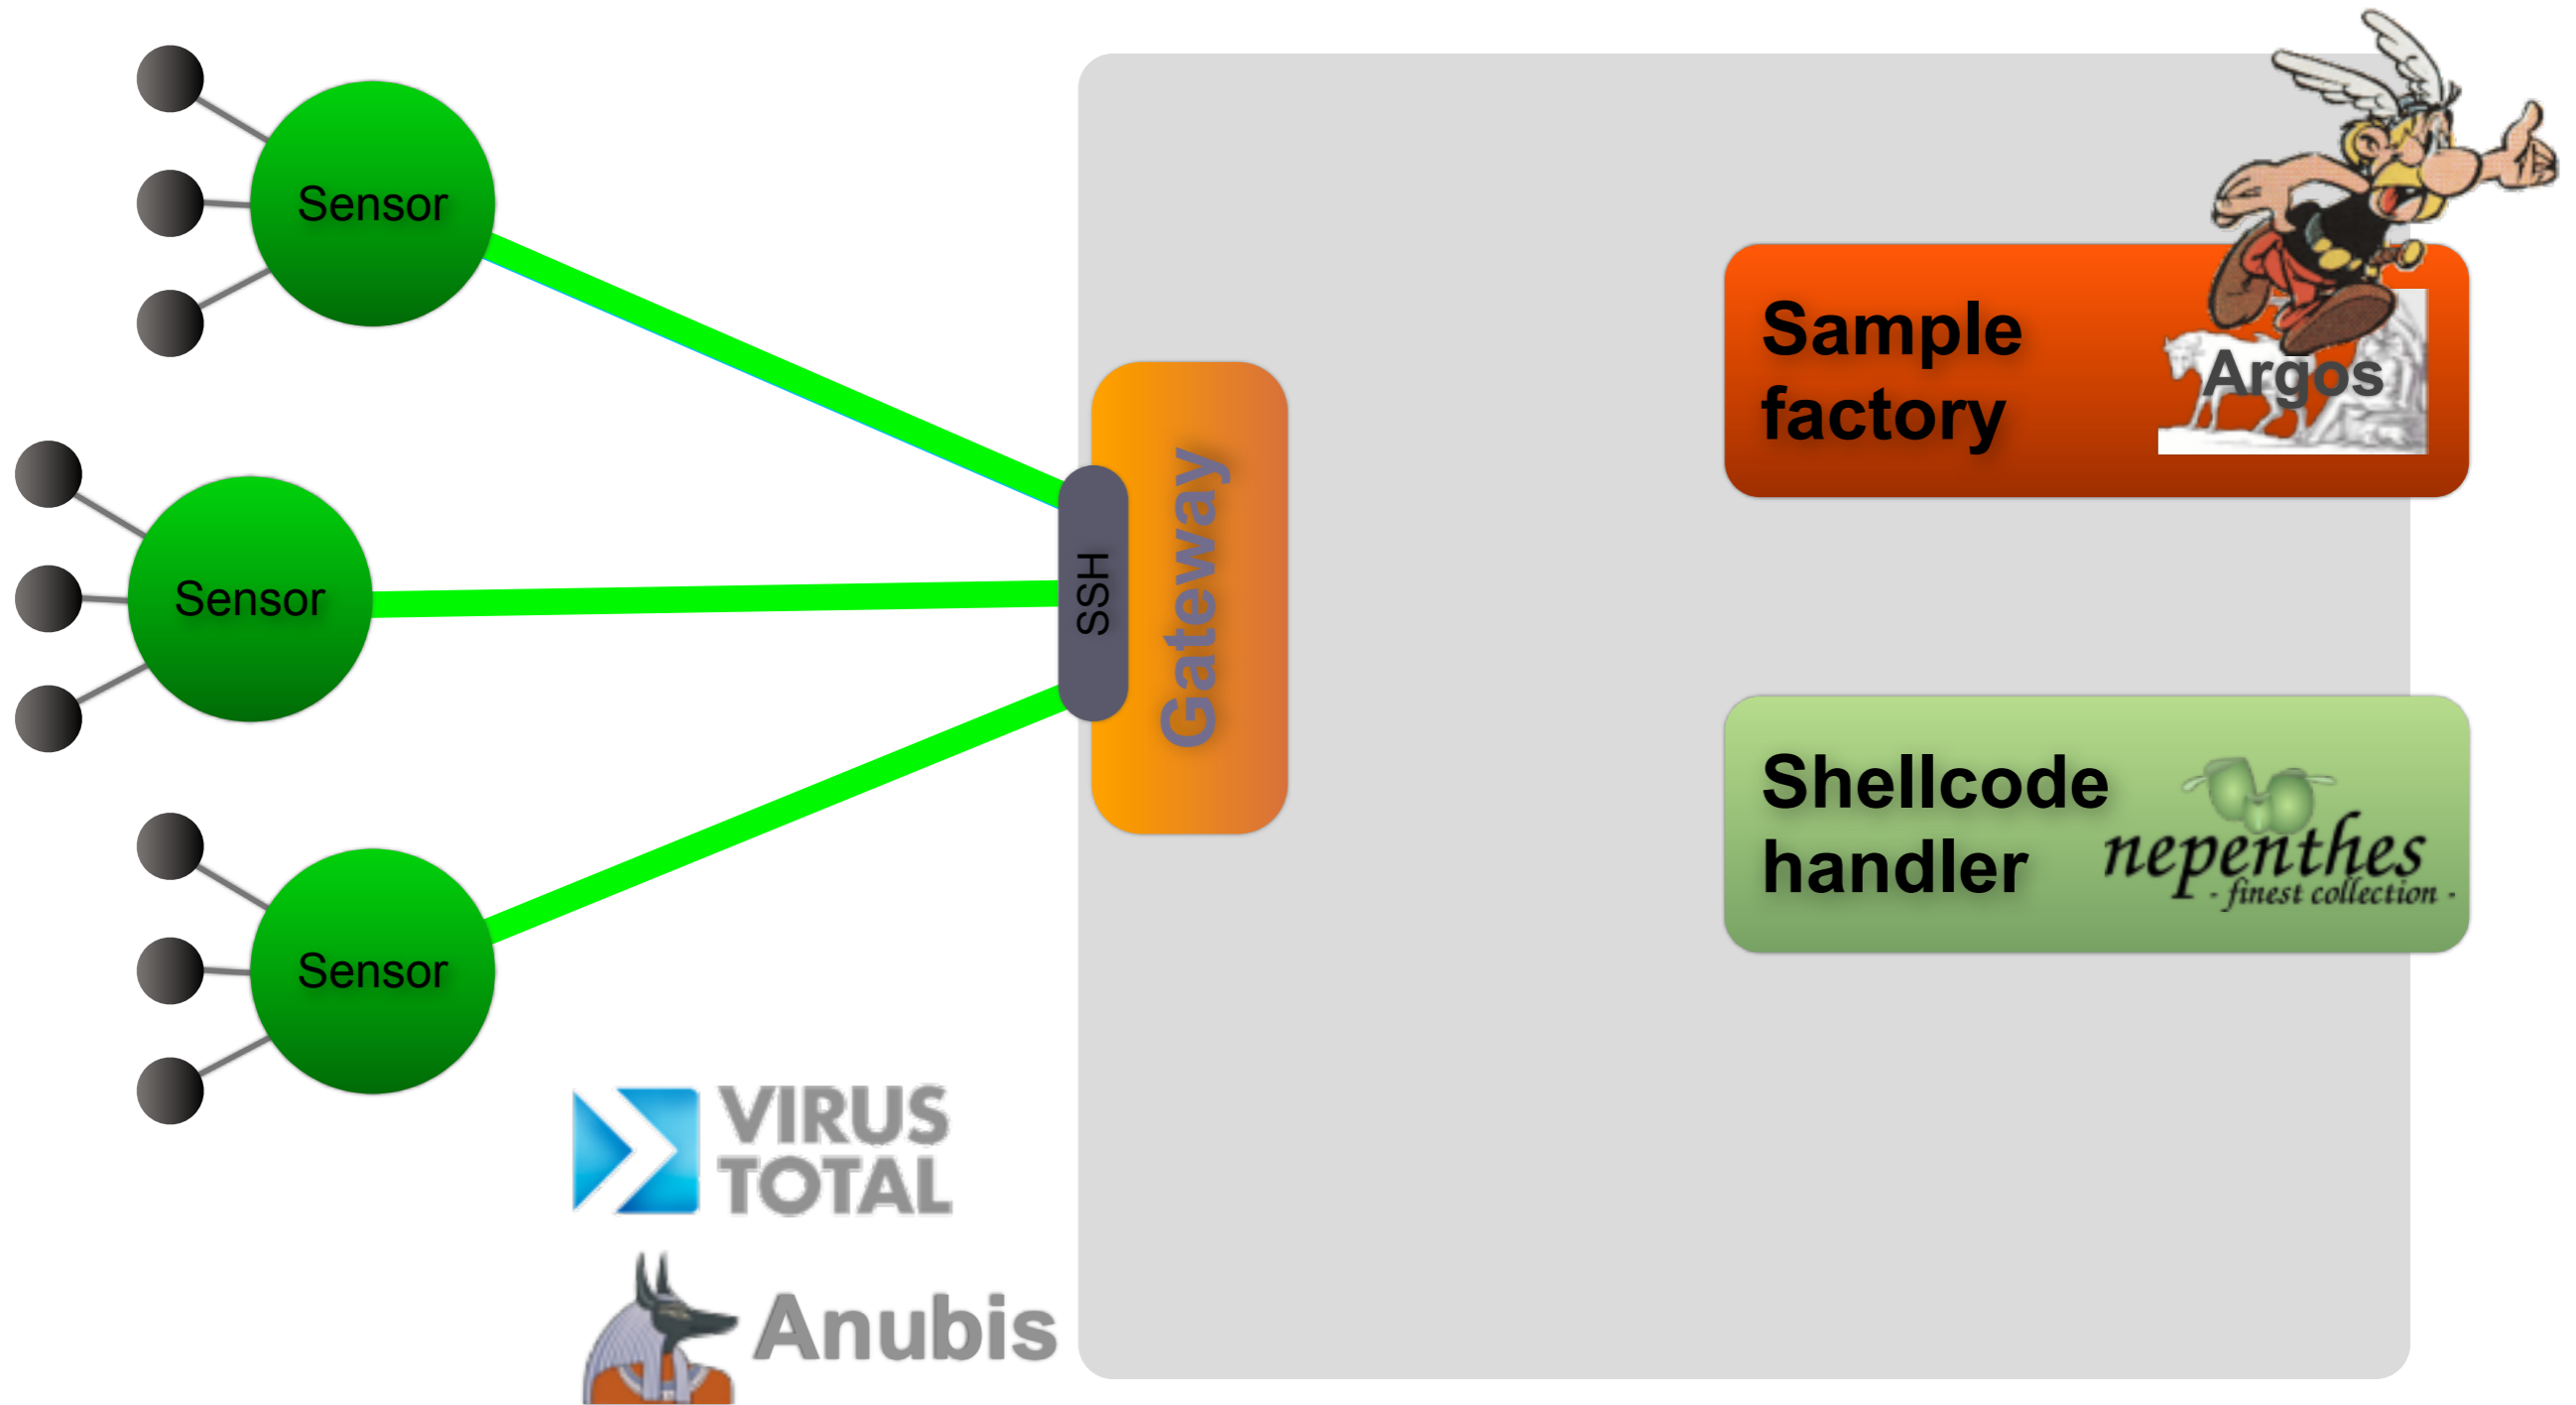 Sensor
Sensor
Sensor
SSH
Gateway
Sample
factory
Argos
Shellcode
handler
nepenthes
- finest collection -
VIRUS
TOTAL
Anubis